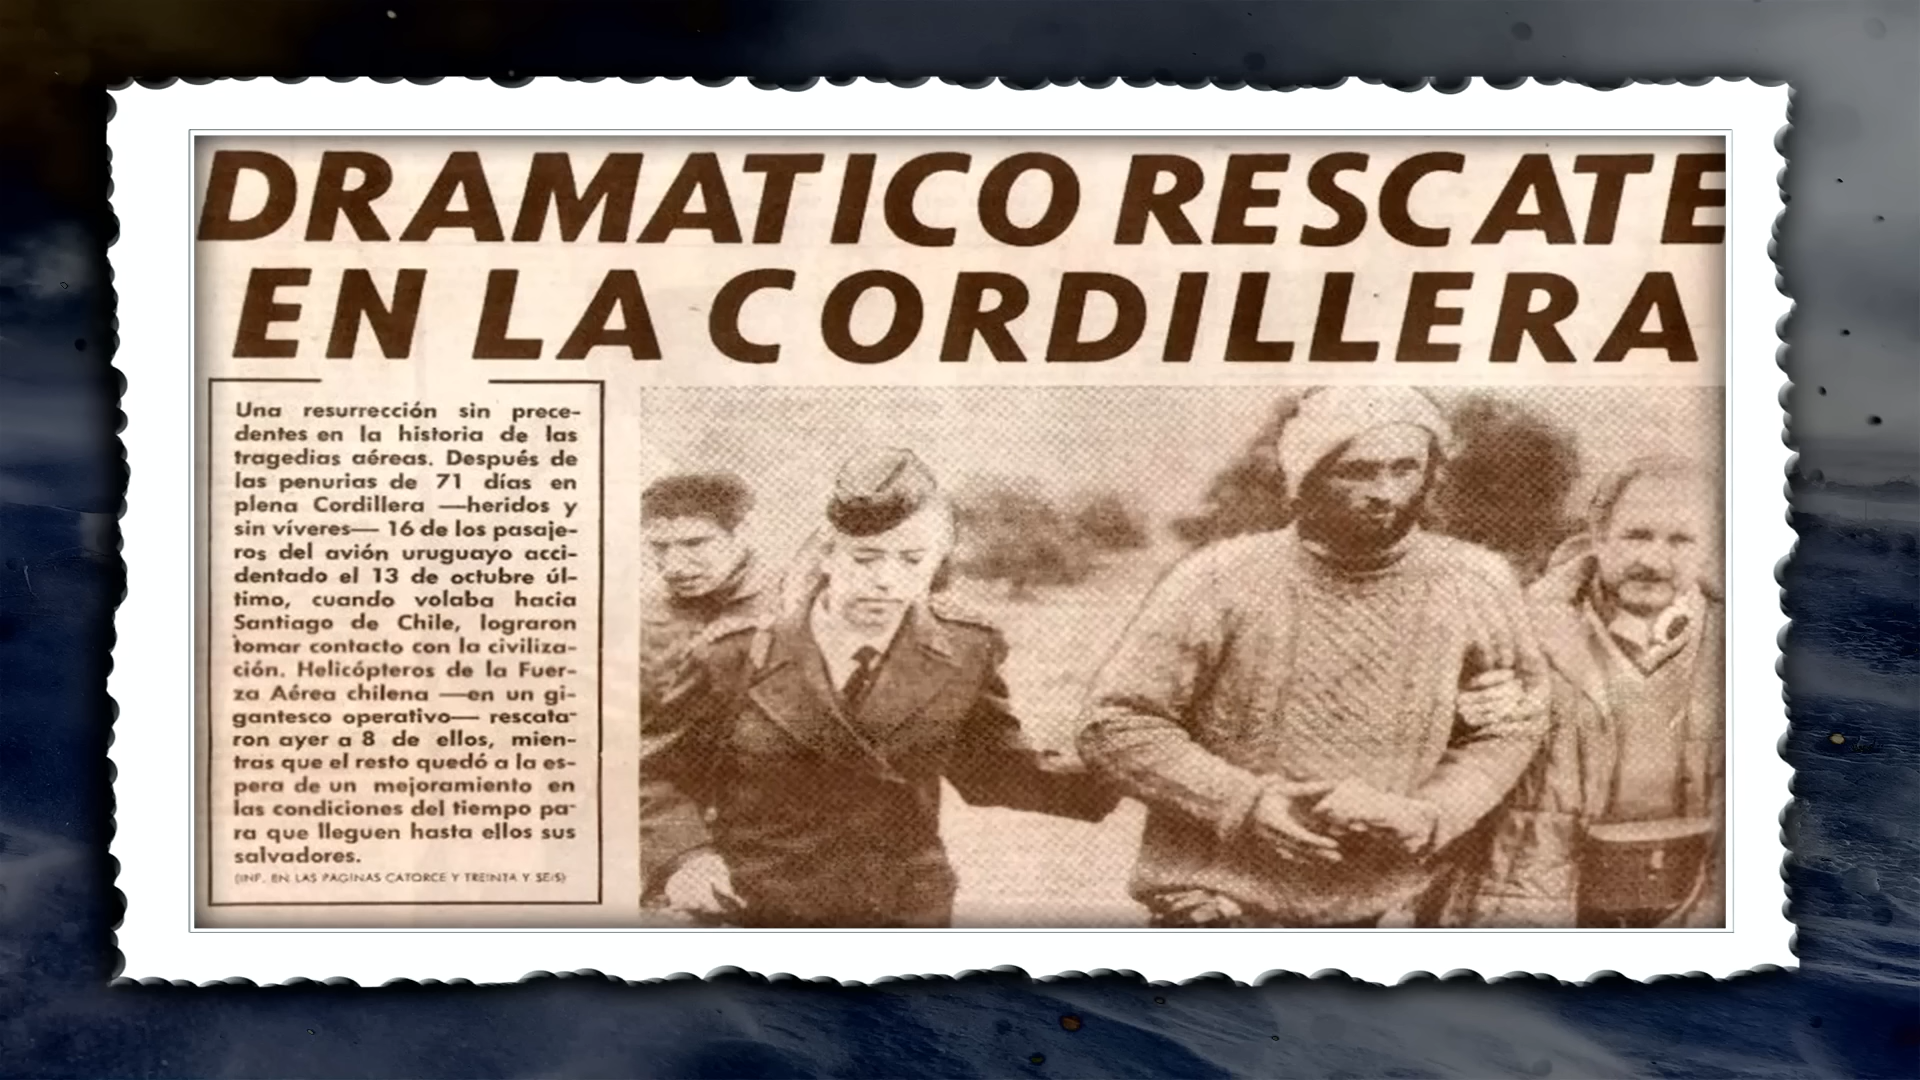 DRAMATICO RESCATE
EN LA CORDILLERA
Una resurrección sin prece-
dentes en la historia de las
tragedias aéreas. Después de
las penurias de 71 días en
plena Cordillera —heridos y
sin víveres— 16 de los pasaje-
ros del avión uruguayo acci-
dentado el 13 de octubre úl-
timo, cuando volaba hacia
Santiago de Chile, lograron
tomar contacto con la civiliza-
ción. Helicópteros de la Fuer-
za Aérea chilena —en un gi-
gantesco operativo— rescata-
ron ayer a 8 de ellos, mien-
tras que el resto quedó a la es-
pera de un mejoramiento en
las condiciones del tiempo pa-
ra que lleguen hasta ellos sus
salvadores.
(INF. EN LAS PAGINAS CATORCE Y TREINTA Y SEIS)